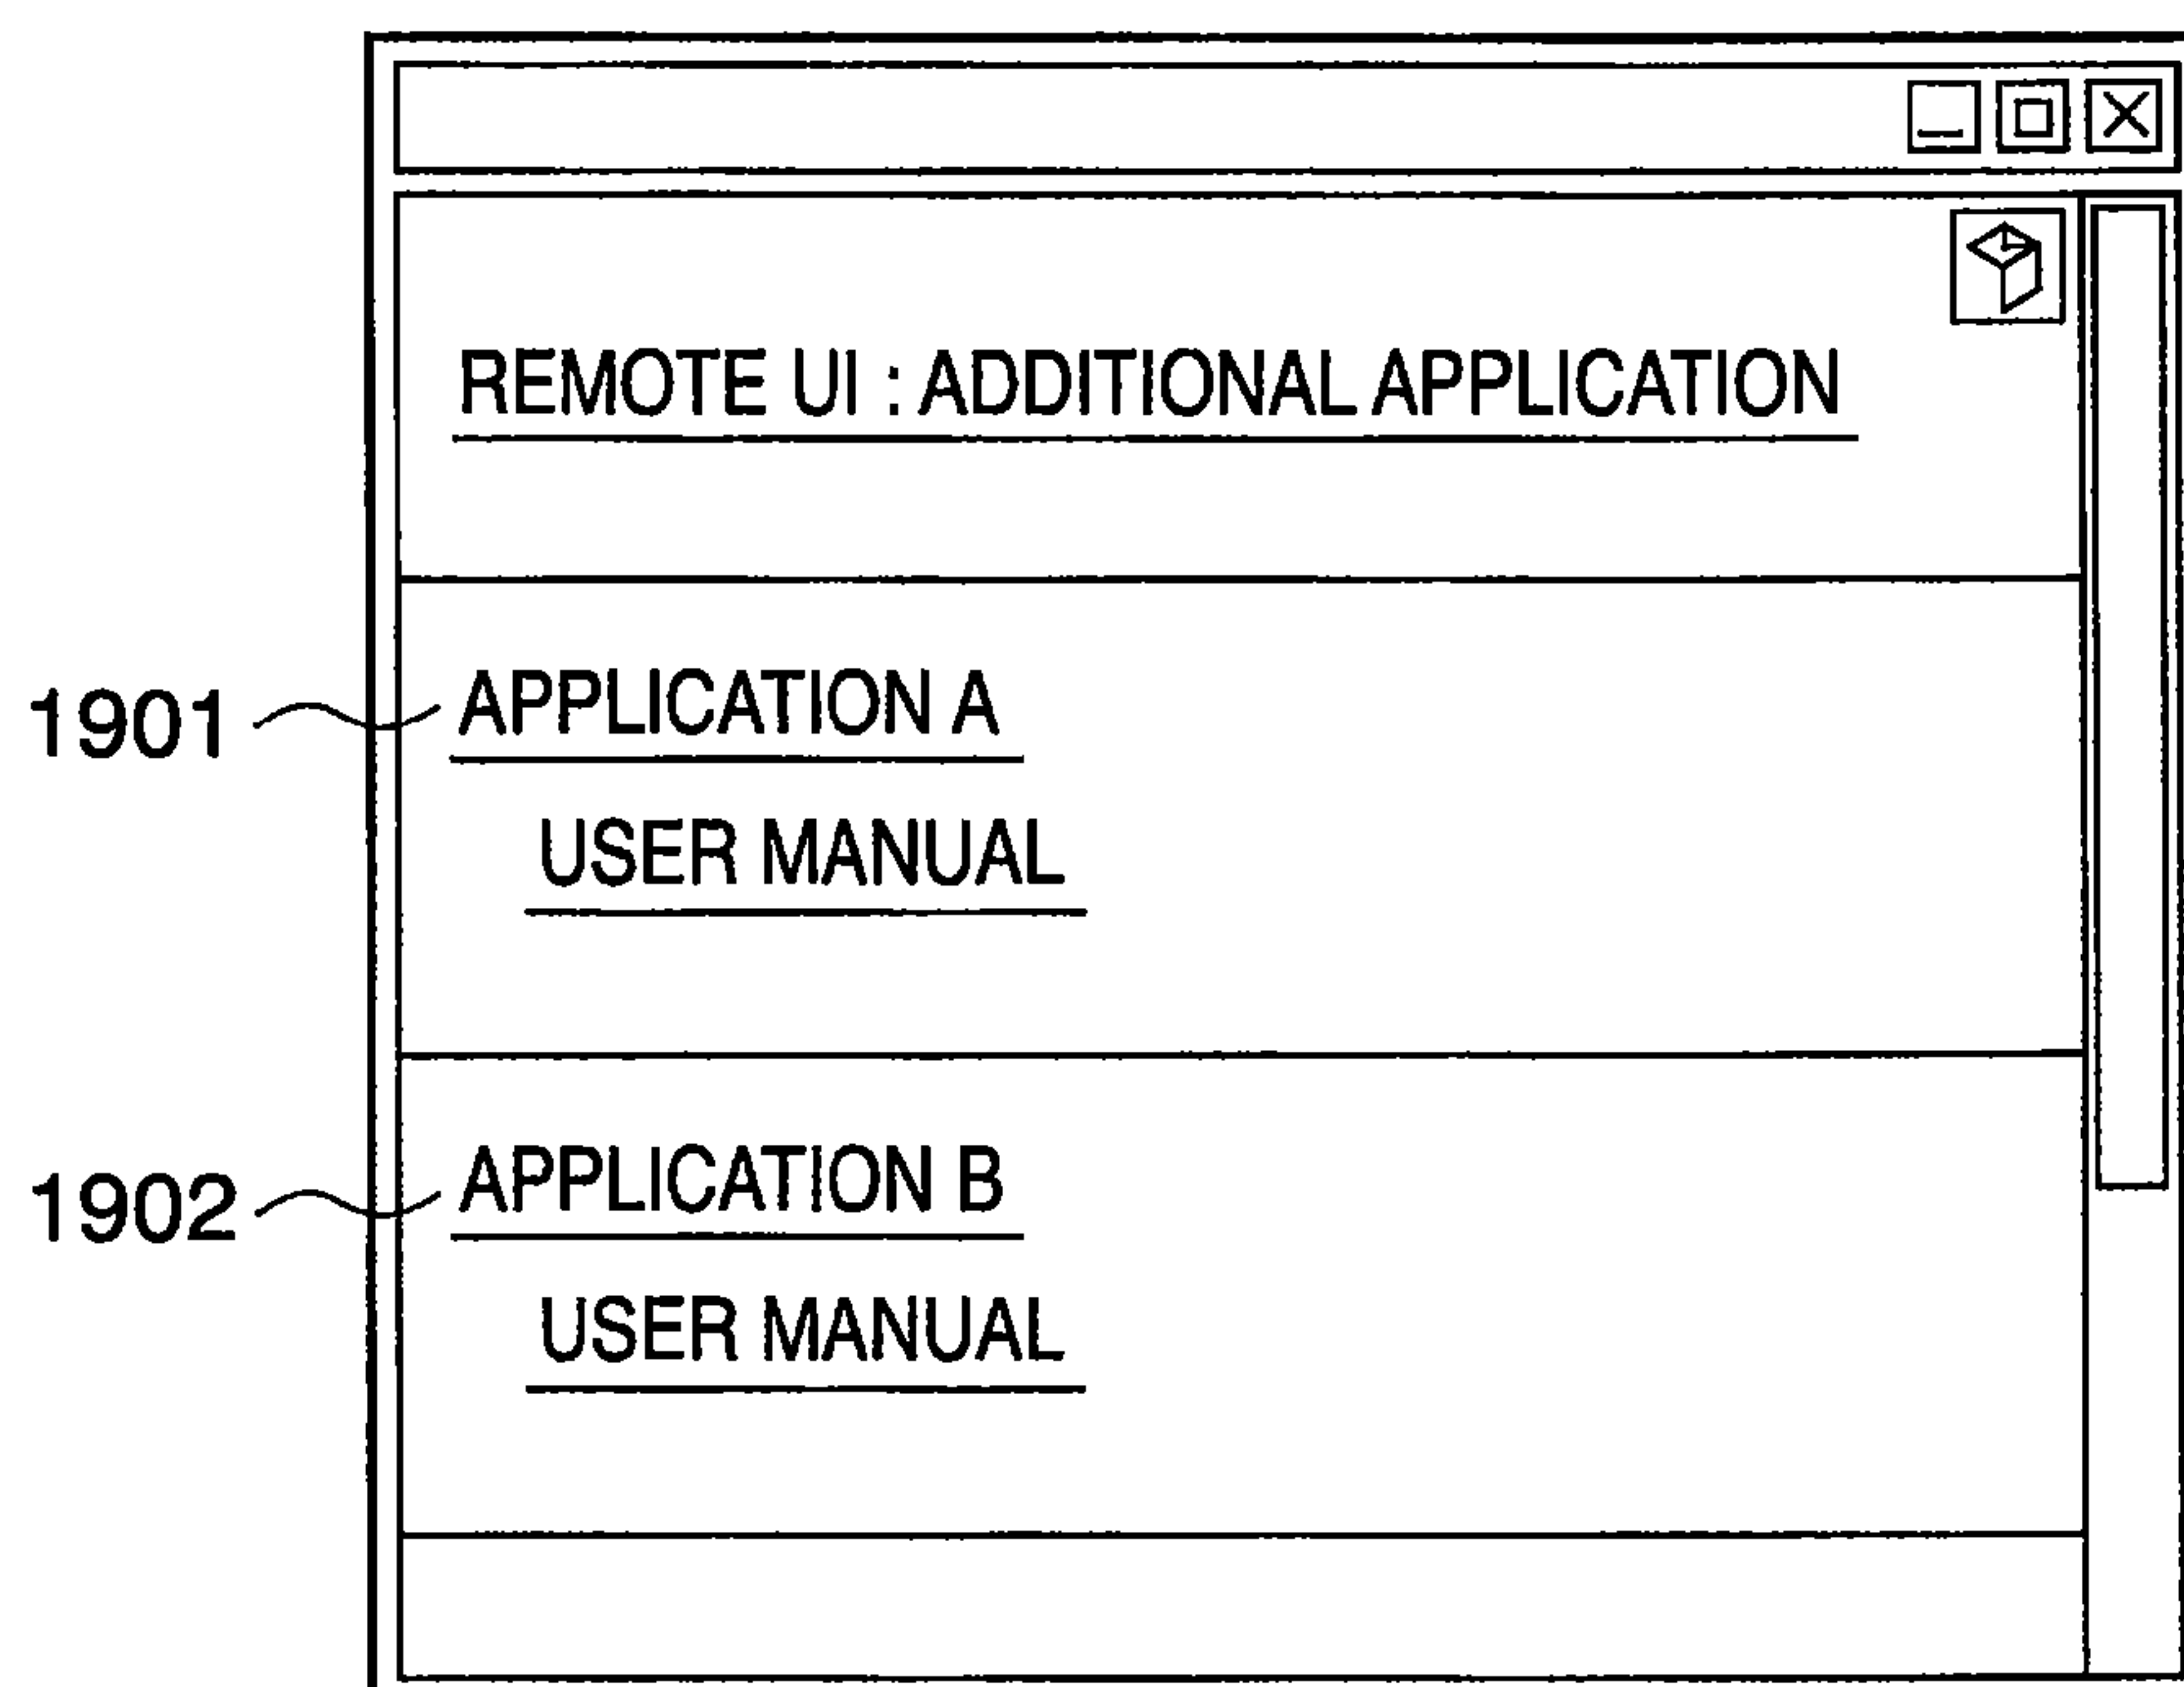 REMOTE UI : ADDITIONAL APPLICATION
1901 APPLICATION A
USER MANUAL
1902 APPLICATION B
USER MANUAL